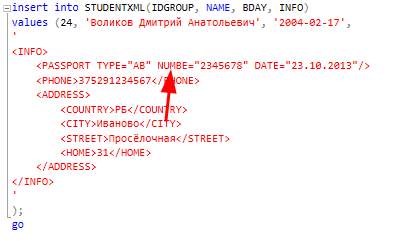 insert into STUDENTXML(IDGROUP, NAME, BDAY, INFO)
values (24, 'Воликов Дмитрий Анатольевич', '2004-02-17',
'
<INFO>
<PASSPORT TYPE="AB" NUMBE="2345678" DATE="23.10.2013"/>
<PHONE>375291234567</PHONE>
<ADDRESS>
<COUNTRY>РБ</COUNTRY>
<CITY>Иваново</CITY>
<STREET>Просёлочная</STREET>
<HOME>31</HOME>
</ADDRESS>
</INFO>
'
);
go